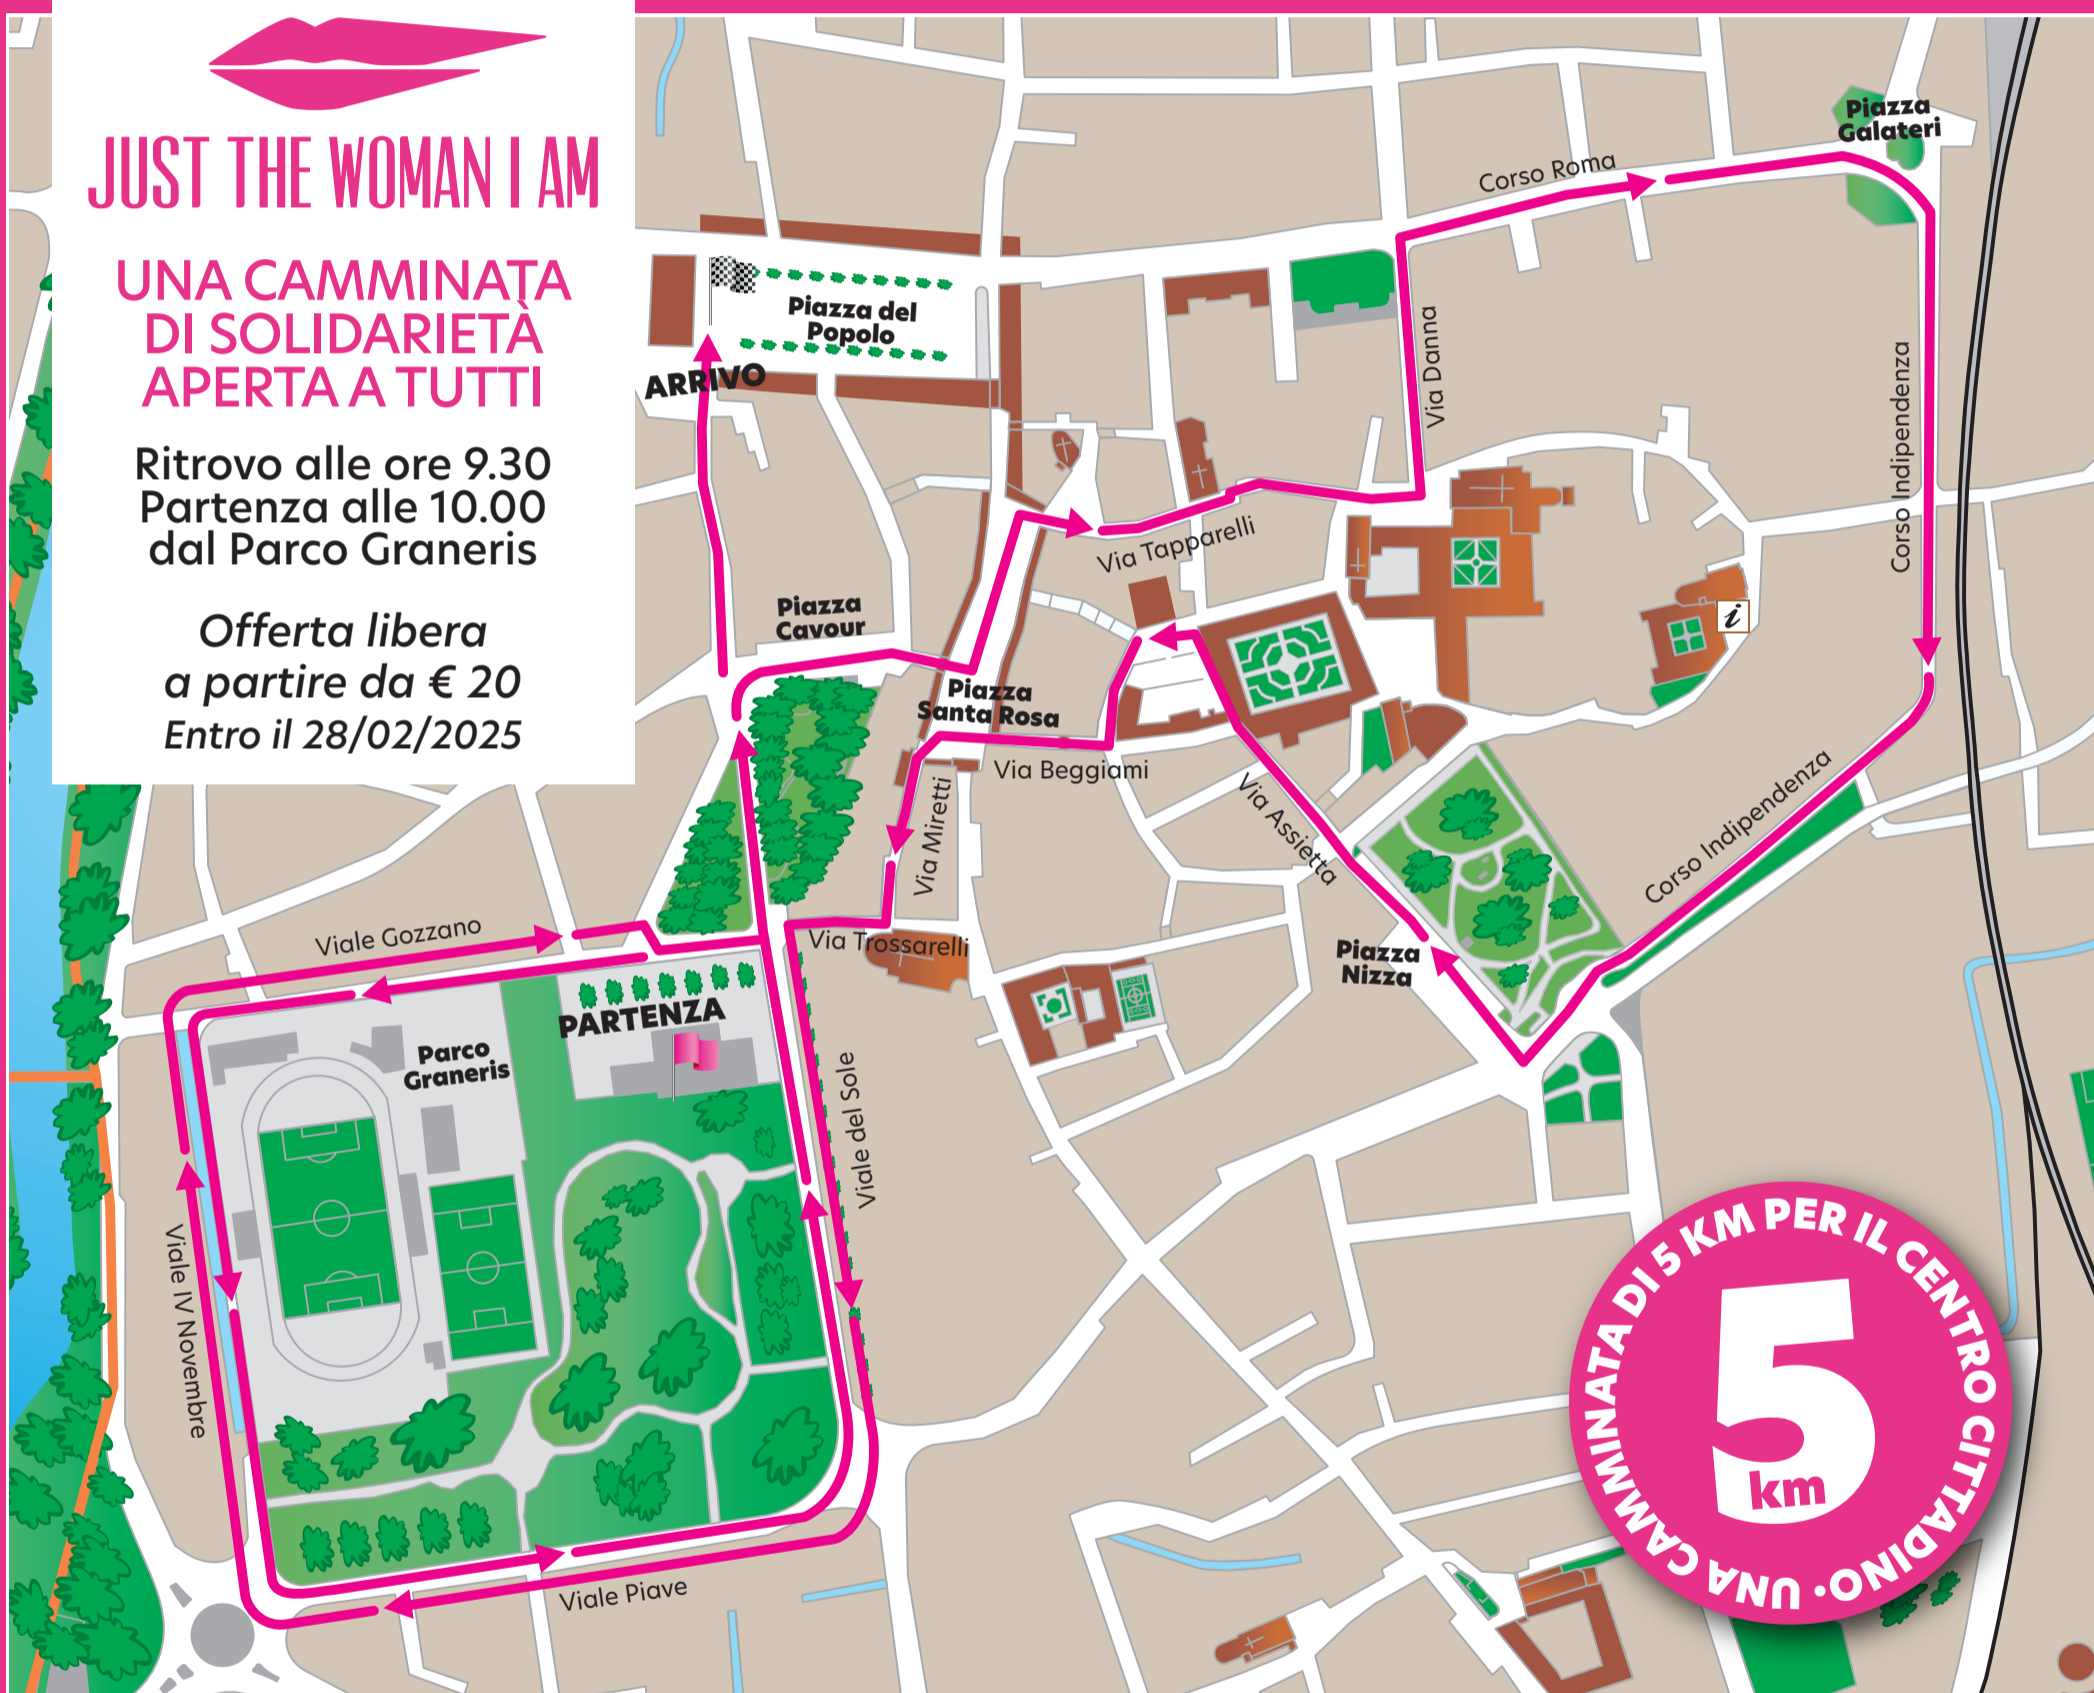 JUST THE WOMAN I AM
UNA CAMMINATA
DI SOLIDARIETÀ
APERTA A TUTTI
Ritrovo alle ore 9.30
Partenza alle 10.00
dal Parco Graneris
Offerta libera
a partire da € 20
Entro il 28/02/2025
Piazza
Galateri
Corso Roma
Piazza del
Popolo
ARRIVO
Via Danna
Corso Indipendenza
Via Tapparelli
Piazza
Cavour
i
Piazza
Santa Rosa
Via Beggiami
Via Miretti
Via Assietta
Corso Indipendenza
Viale Gozzano
Via Trossarelli
Piazza
Nizza
PARTENZA
Parco
Graneris
Viale del Sole
Viale IV Novembre
Viale Piave
UNA CAMMINATA DI 5 KM PER IL CENTRO CITTADINO •
5
km